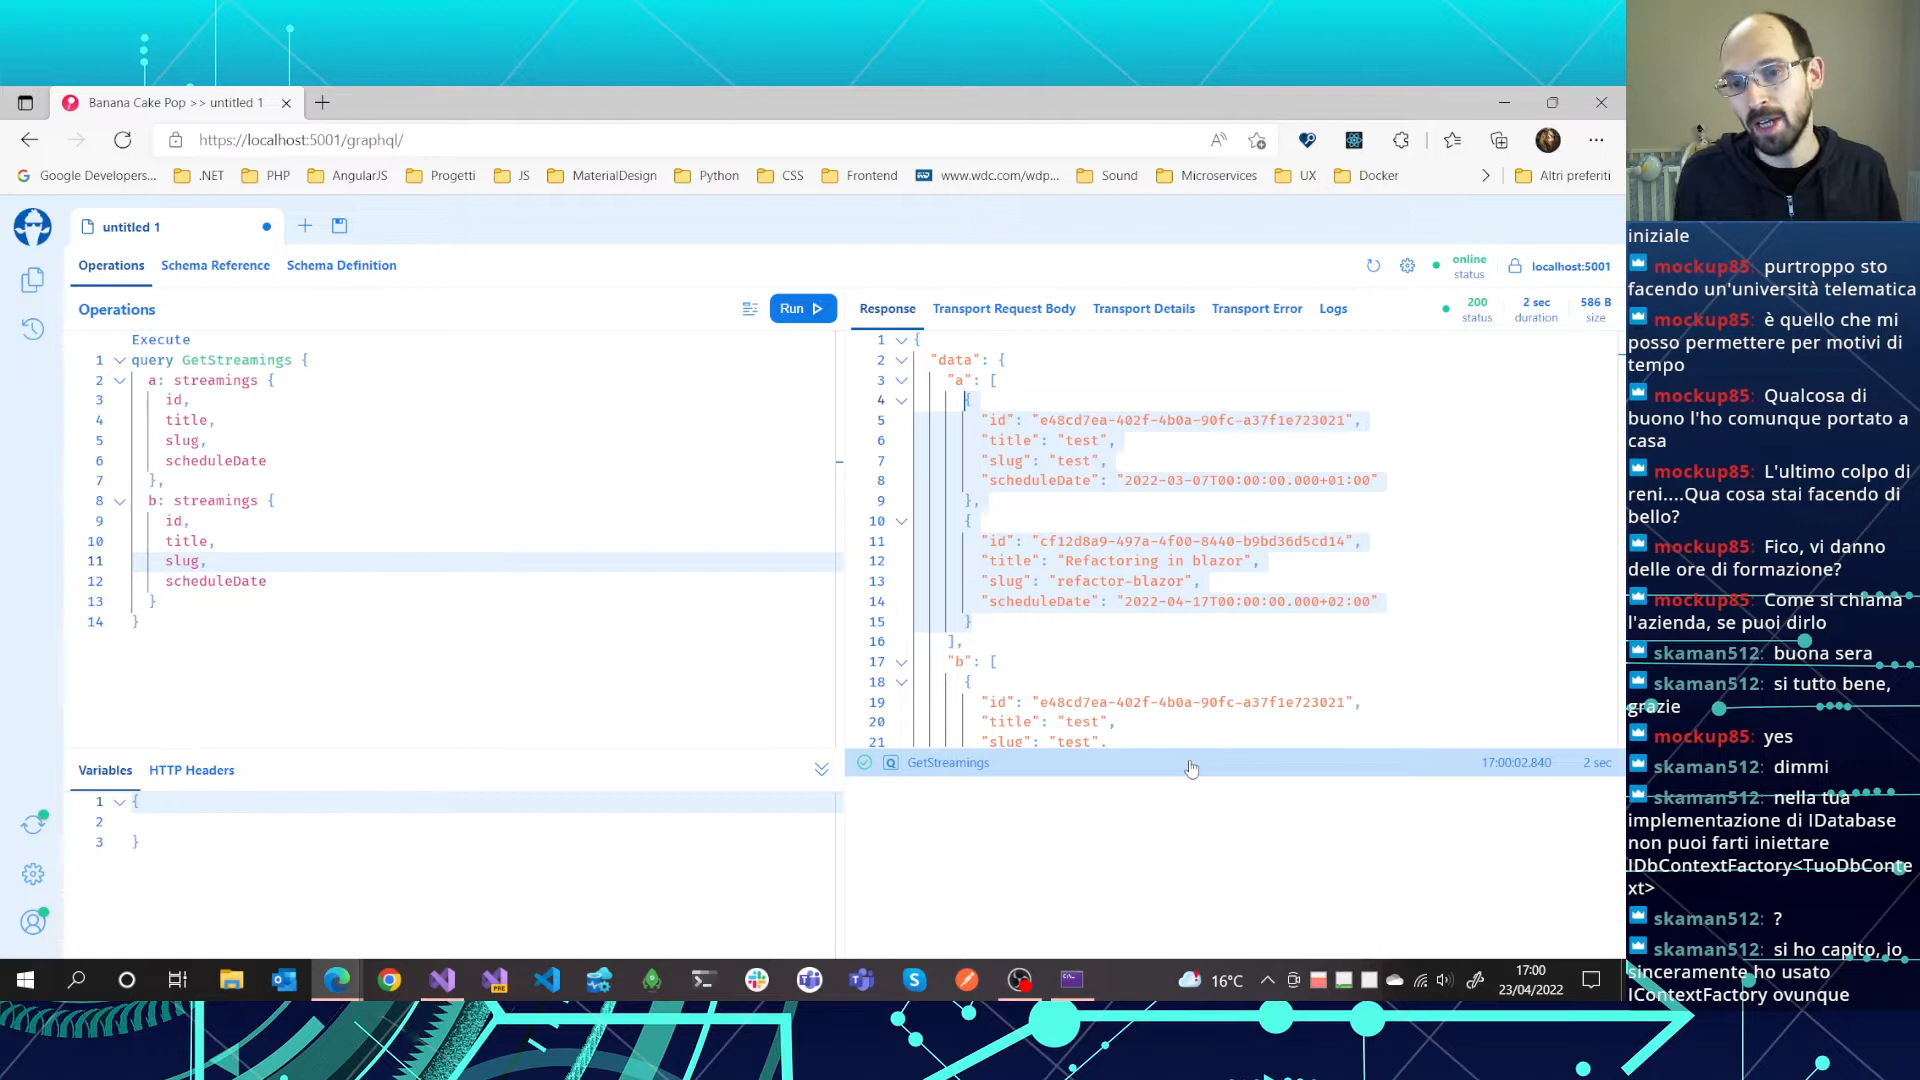 Banana Cake Pop >> untitled 1
https://localhost:5001/graphql/
Google Developers...
.NET
PHP
AngularJS
Progetti
JS
MaterialDesign
Python
CSS
Frontend
www.wdc.com/wdp...
Sound
Microservices
UX
Docker
Altri preferiti
untitled 1
Operations
Schema Reference
Schema Definition
online
status
localhost:5001
Operations
Run
Response
Transport Request Body
Transport Details
Transport Error
Logs
200
status
2 sec
duration
586 B
size
Execute
1 query GetStreamings {
2 a: streamings {
3 id,
4 title,
5 slug,
6 scheduleDate
7 },
8 b: streamings {
9 id,
10 title,
11 slug,
12 scheduleDate
13 }
14 }
1 {
2 "data": {
3 "a": [
4 {
5 "id": "e48cd7ea-402f-4b0a-90fc-a37f1e723021",
6 "title": "test",
7 "slug": "test",
8 "scheduleDate": "2022-03-07T00:00:00.000+01:00"
9 },
10 {
11 "id": "cf12d8a9-497a-4f00-8440-b9bd36d5cd14",
12 "title": "Refactoring in blazor",
13 "slug": "refactor-blazor",
14 "scheduleDate": "2022-04-17T00:00:00.000+02:00"
15 }
16 ],
17 "b": [
18 {
19 "id": "e48cd7ea-402f-4b0a-90fc-a37f1e723021",
20 "title": "test",
21 "slug": "test",
Variables
HTTP Headers
1 {
2
3 }
Q GetStreamings
17:00:02.840
2 sec
iniziale
mockup85: purtroppo sto
facendo un'università telematica
mockup85: è quello che mi
posso permettere per motivi di
tempo
mockup85: Qualcosa di
buono l'ho comunque portato a
casa
mockup85: L'ultimo colpo di
reni....Qua cosa stai facendo di
bello?
mockup85: Fico, vi danno
delle ore di formazione?
mockup85: Come si chiama
l'azienda, se puoi dirlo
skaman512: buona sera
skaman512: si tutto bene,
grazie
mockup85: yes
skaman512: dimmi
skaman512: nella tua
implementazione di IDatabase
non puoi farti iniettare
IDbContextFactory<TuoDbConte
xt>
skaman512: ?
skaman512: si ho capito, io
sinceramente ho usato
IContextFactory ovunque
PRE
16°C
17:00
23/04/2022